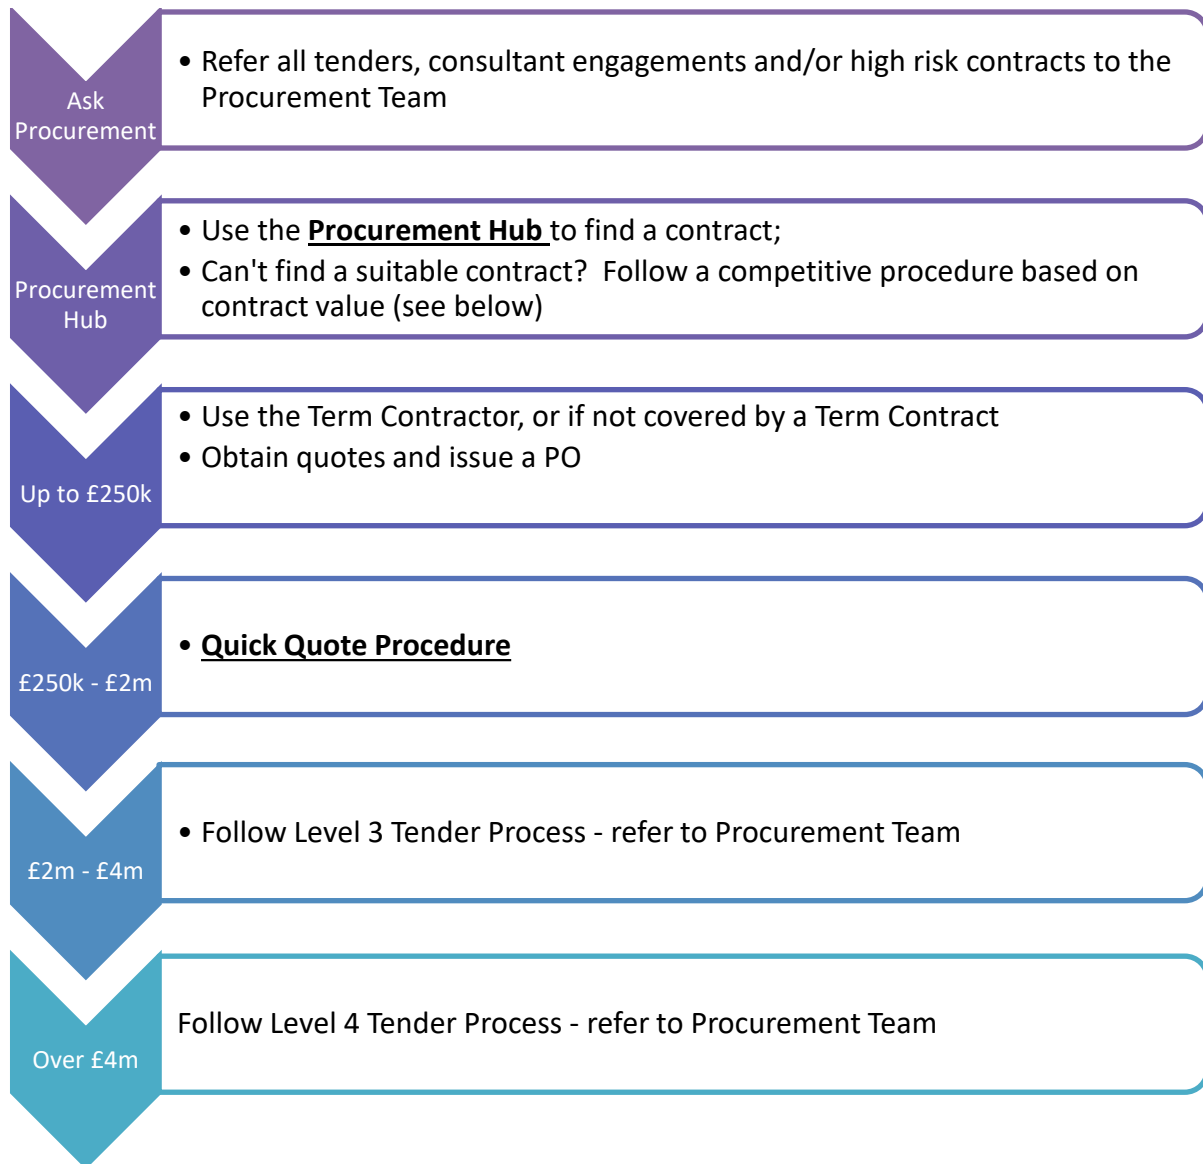 Ask
Procurement
• Refer all tenders, consultant engagements and/or high risk contracts to the
Procurement Team
Procurement
Hub
• Use the Procurement Hub to find a contract;
• Can't find a suitable contract?  Follow a competitive procedure based on
contract value (see below)
Up to £250k
• Use the Term Contractor, or if not covered by a Term Contract
• Obtain quotes and issue a PO
£250k - £2m
• Quick Quote Procedure
£2m - £4m
• Follow Level 3 Tender Process - refer to Procurement Team
Over £4m
Follow Level 4 Tender Process - refer to Procurement Team